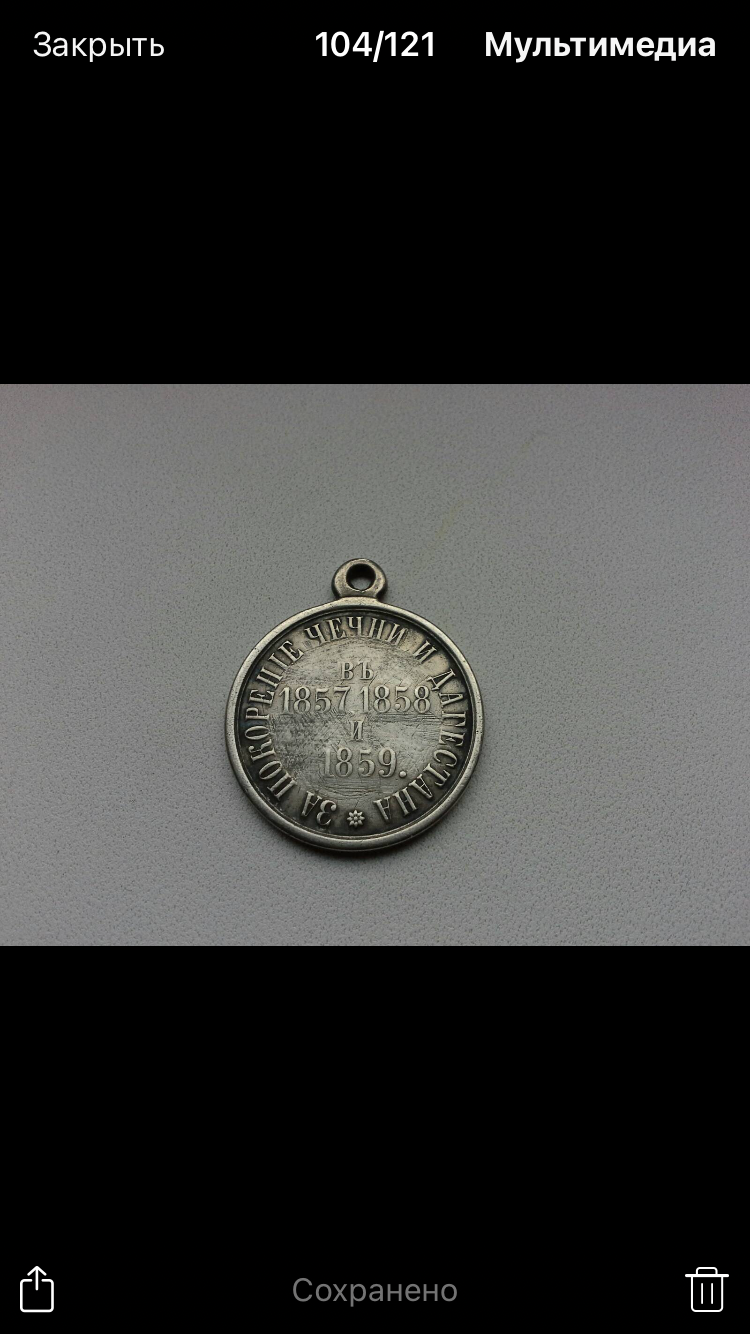 Закрыть 104/121 Мультимедиа
ЗА ПОКОРЕНІЕ ЧЕЧНИ И ДАГЕСТАНА
въ
1857 1858
и
1859.
Сохранено